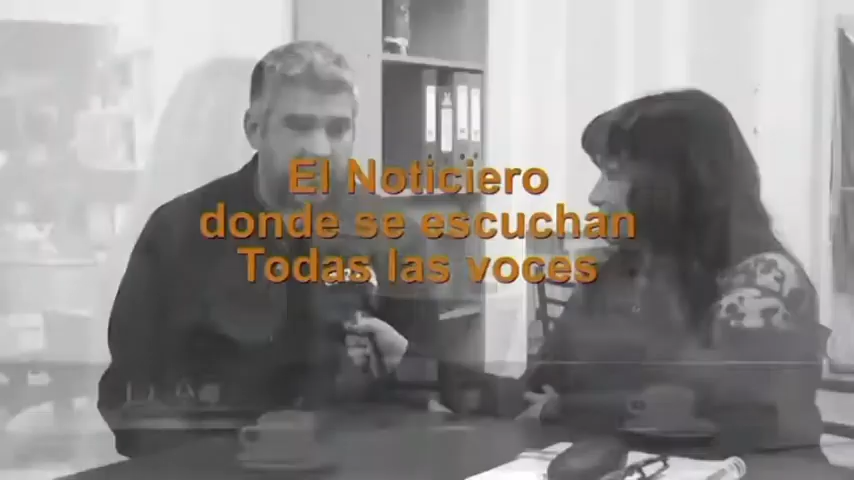 El Noticiero
donde se escuchan
Todas las voces